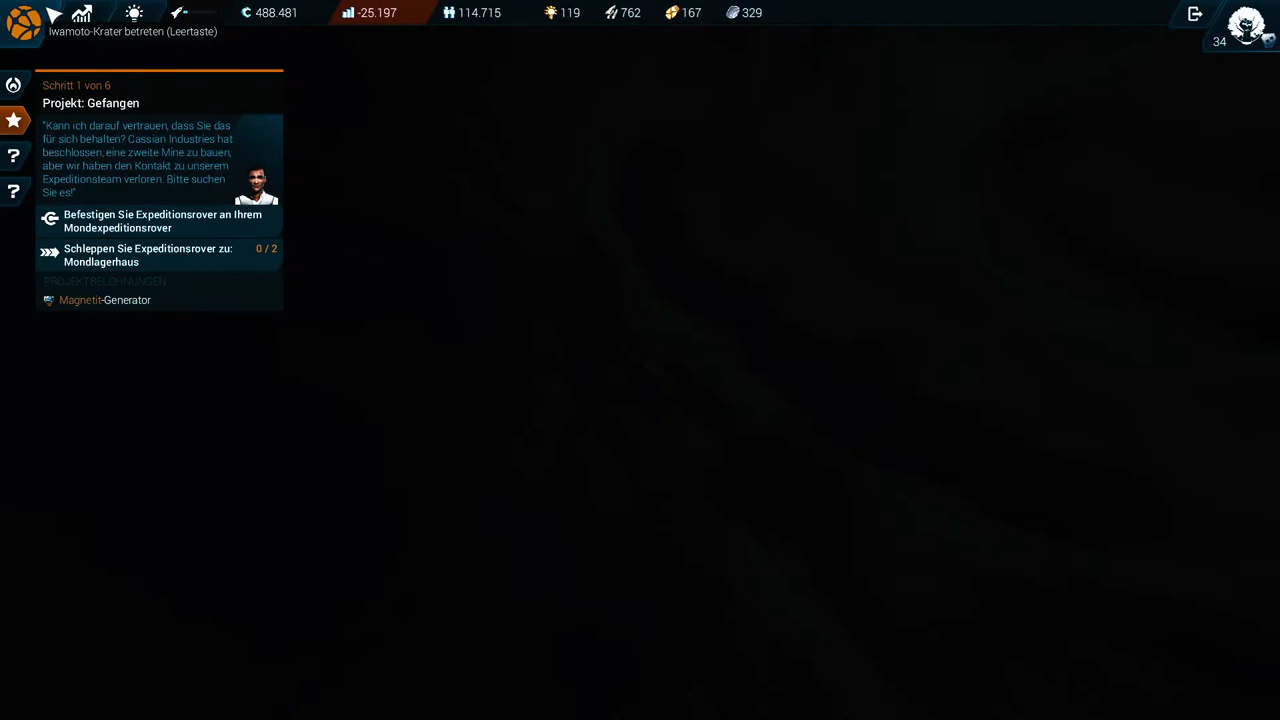 488.481
-25.197
114.715
119
762
167
329
34
Iwamoto-Krater betreten (Leertaste)
Schritt 1 von 6
Projekt: Gefangen
"Kann ich darauf vertrauen, dass Sie das
für sich behalten? Cassian Industries hat
beschlossen, eine zweite Mine zu bauen,
aber wir haben den Kontakt zu unserem
Expeditionsteam verloren. Bitte suchen
Sie es!"
Befestigen Sie Expeditionsrover an Ihrem
Mondexpeditionsrover
Schleppen Sie Expeditionsrover zu: 0 / 2
Mondlagerhaus
PROJEKTBELOHNUNGEN
Magnetit-Generator